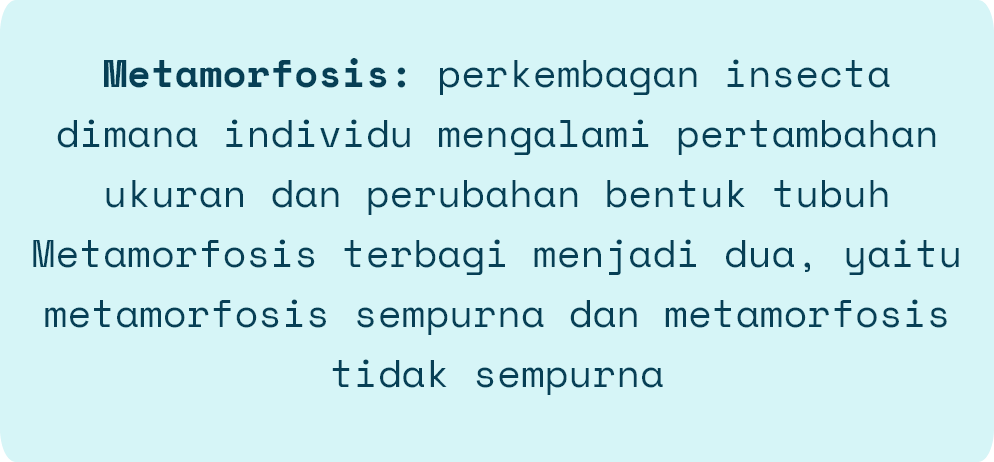 Metamorfosis: perkembagan insecta
dimana individu mengalami pertambahan
ukuran dan perubahan bentuk tubuh
Metamorfosis terbagi menjadi dua, yaitu
metamorfosis sempurna dan metamorfosis
tidak sempurna